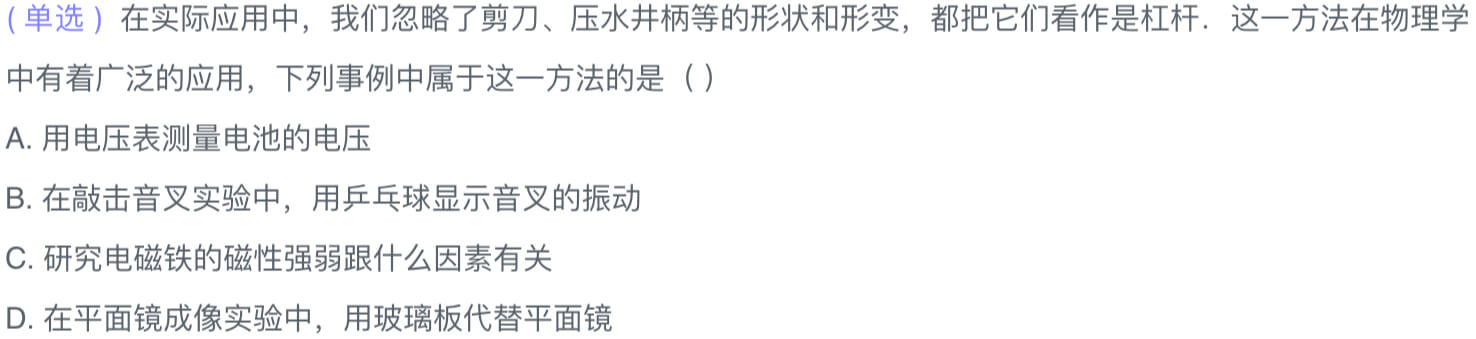 (单选) 在实际应用中，我们忽略了剪刀、压水井柄等的形状和形变，都把它们看作是杠杆．这一方法在物理学
中有着广泛的应用，下列事例中属于这一方法的是（）
A. 用电压表测量电池的电压
B. 在敲击音叉实验中，用乒乓球显示音叉的振动
C. 研究电磁铁的磁性强弱跟什么因素有关
D. 在平面镜成像实验中，用玻璃板代替平面镜